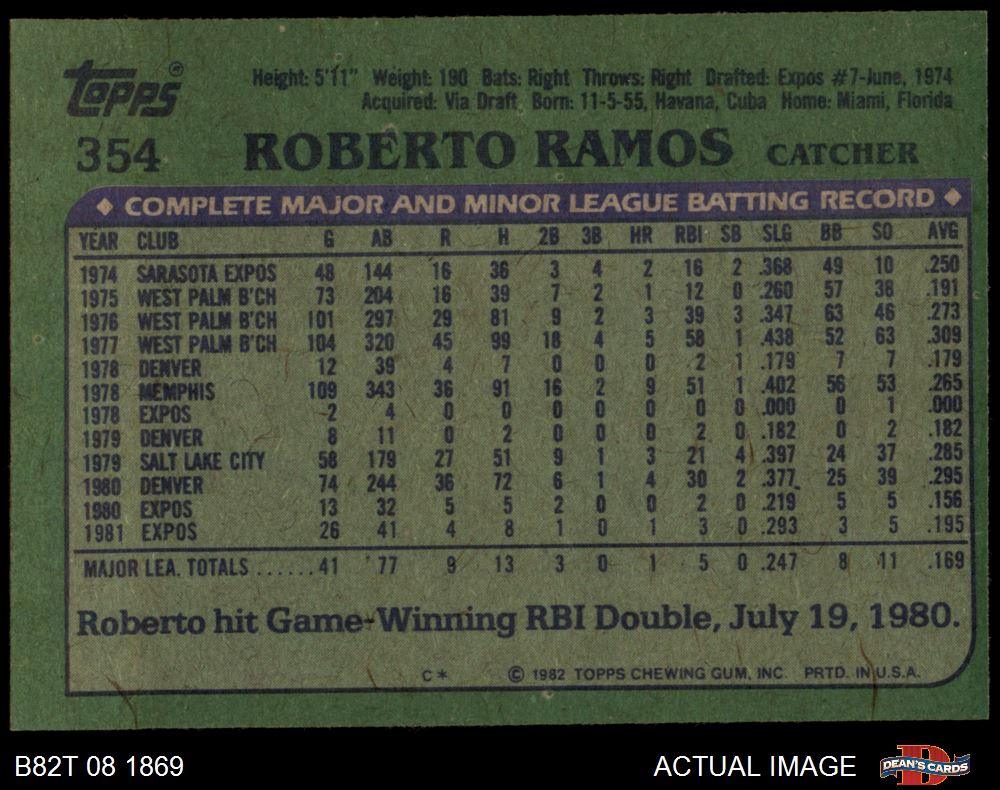 Topps®
Height: 5'11" Weight: 190 Bats: Right Throws: Right Drafted: Expos #7-June, 1974
Acquired: Via Draft, Born: 11-5-55, Havana, Cuba Home: Miami, Florida
354 ROBERTO RAMOS CATCHER
◆ COMPLETE MAJOR AND MINOR LEAGUE BATTING RECORD ◆
YEAR CLUB G AB R H 2B 3B HR RBI SB SLG BB SO AVG
1974 SARASOTA EXPOS 48 144 16 36 3 4 2 16 2 .368 49 10 .250
1975 WEST PALM B'CH 73 204 16 39 7 2 1 12 0 .260 57 38 .191
1976 WEST PALM B'CH 101 297 29 81 9 2 3 39 3 .347 63 46 .273
1977 WEST PALM B'CH 104 320 45 99 18 4 5 58 1 .438 52 63 .309
1978 DENVER 12 39 4 7 0 0 0 2 1 .179 7 7 .179
1978 MEMPHIS 109 343 36 91 16 2 9 51 1 .402 56 53 .265
1978 EXPOS 2 4 0 0 0 0 0 0 0 .000 0 1 .000
1979 DENVER 8 11 0 2 0 0 0 2 0 .182 0 2 .182
1979 SALT LAKE CITY 58 179 27 51 9 1 3 21 4 .397 24 37 .285
1980 DENVER 74 244 36 72 6 1 4 30 2 .377 25 39 .295
1980 EXPOS 13 32 5 5 2 0 0 2 0 .219 5 5 .156
1981 EXPOS 26 41 4 8 1 0 1 3 0 .293 3 5 .195
MAJOR LEA. TOTALS ......41 77 9 13 3 0 1 5 0 .247 8 11 .169
Roberto hit Game-Winning RBI Double, July 19, 1980.
C* © 1982 TOPPS CHEWING GUM, INC. PRTD. IN U.S.A.
B82T 08 1869 ACTUAL IMAGE D DEAN'S CARDS